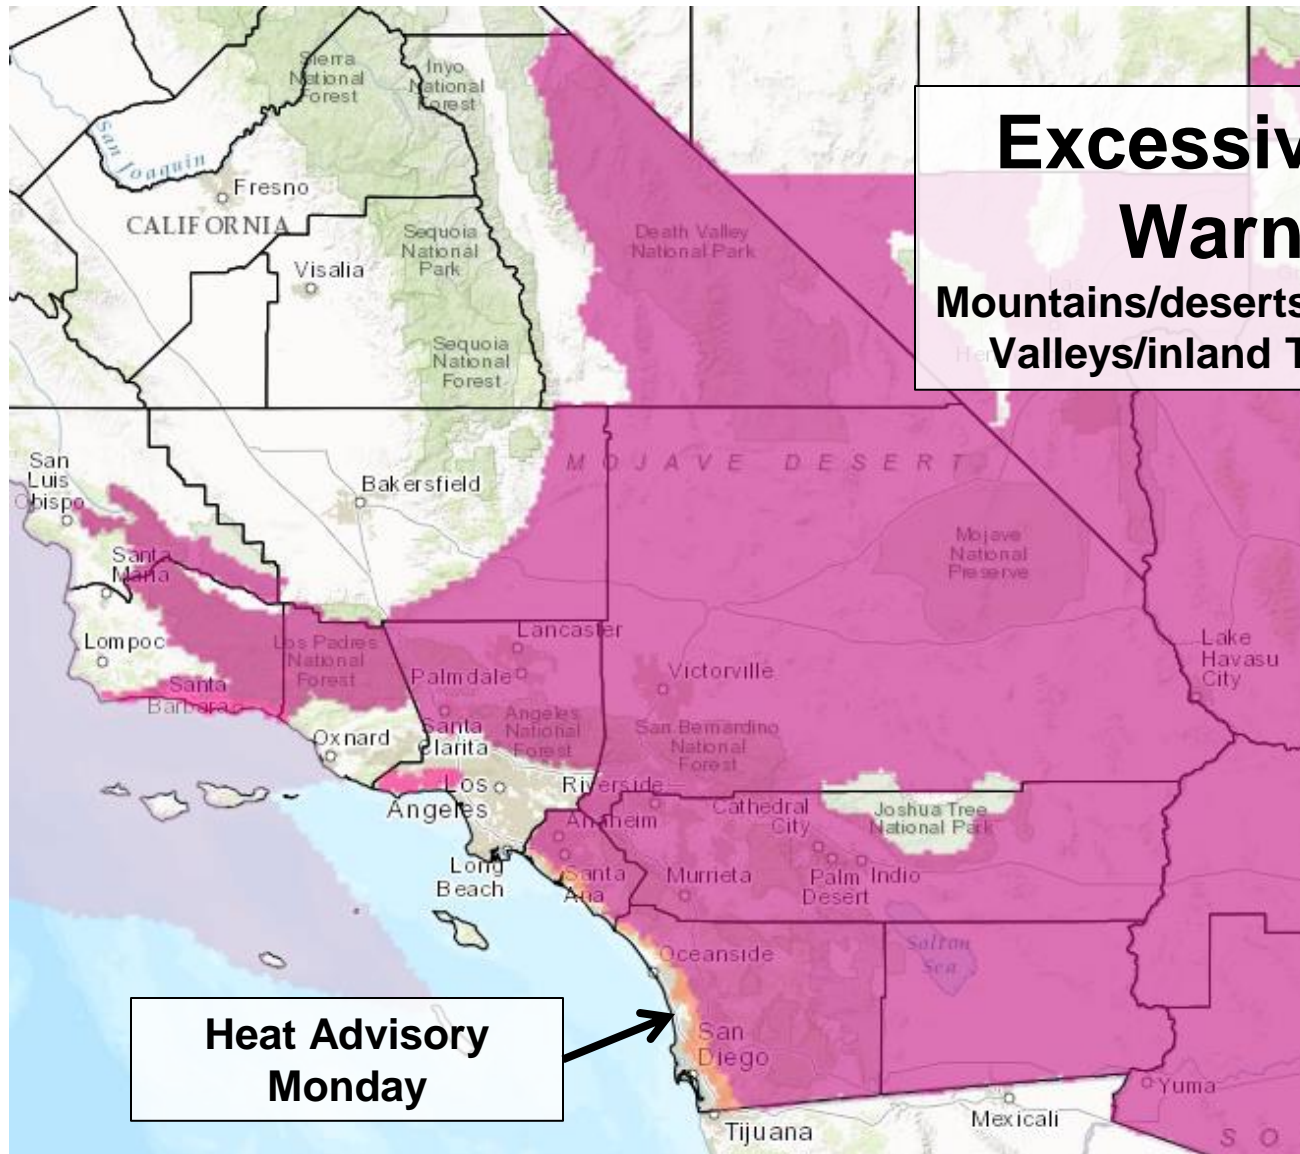 Sierra
National
Forest
Inyo
National
Forest
San Joaquin
Fresno
CALIFORNIA
Visalia
Sequoia
National
Park
Death Valley
National Park
Excessiv
Warn
Mountains/deserts
Valleys/inland T
Sequoia
National
Forest
San
Luis
Obispo
Bakersfield
MOJAVE DESERT
Mojave
National
Preserve
Santa
Maria
Lompoc
Los Padres
National
Forest
Lancaster
Palmdale
Victorville
Lake
Havasu
City
Santa
Barbara
Santa
Clarita
Angeles
National
Forest
San Bernardino
National
Forest
Oxnard
Los
Angeles
Riverside
Anaheim
Cathedral
City
Joshua Tree
National Park
Long
Beach
Santa
Ana
Murrieta
Palm
Desert
Indio
Oceanside
Salton
Sea
Heat Advisory
Monday
San
Diego
Yuma
Mexicali
Tijuana
S O